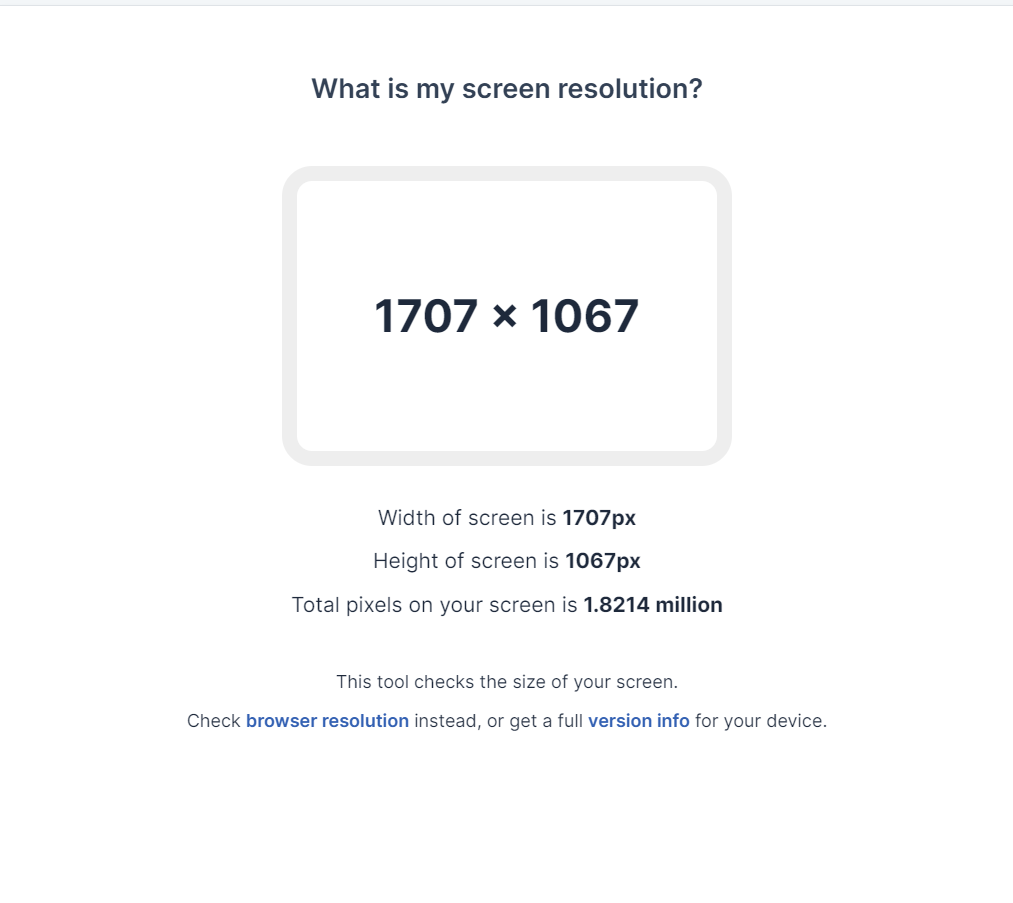 What is my screen resolution?
1707 × 1067
Width of screen is 1707px
Height of screen is 1067px
Total pixels on your screen is 1.8214 million
This tool checks the size of your screen.
Check browser resolution instead, or get a full version info for your device.